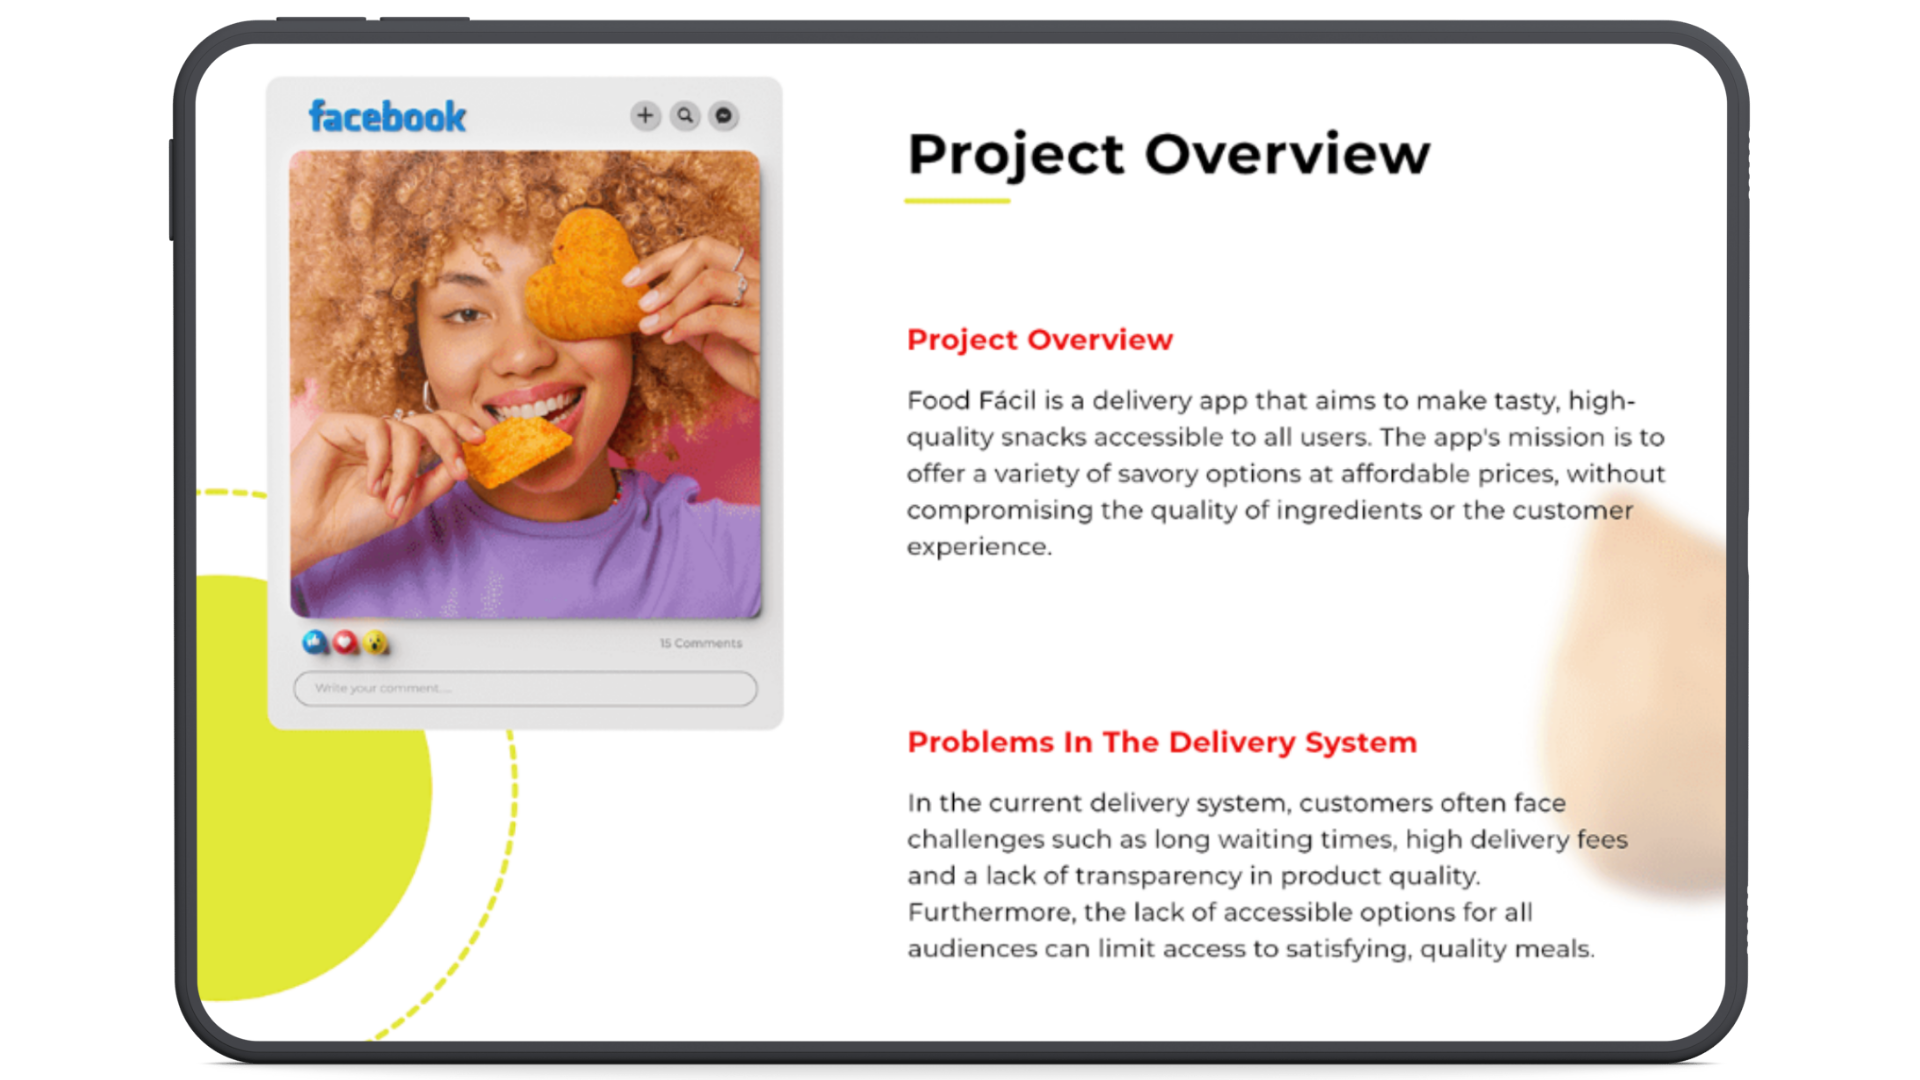 facebook
15 Comments
Write your comment....
Project Overview
Project Overview
Food Fácil is a delivery app that aims to make tasty, high-
quality snacks accessible to all users. The app's mission is to
offer a variety of savory options at affordable prices, without
compromising the quality of ingredients or the customer
experience.
Problems In The Delivery System
In the current delivery system, customers often face
challenges such as long waiting times, high delivery fees
and a lack of transparency in product quality.
Furthermore, the lack of accessible options for all
audiences can limit access to satisfying, quality meals.